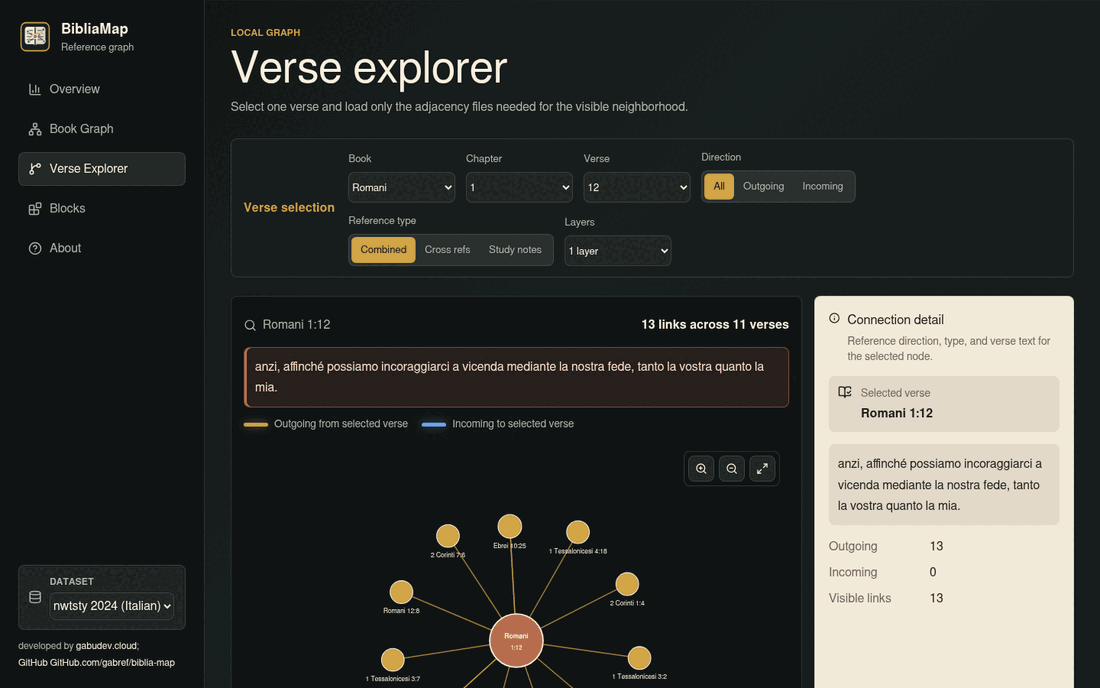 BibliaMap
Reference graph
Overview
Book Graph
Verse Explorer
Blocks
About
DATASET
nwtsty 2024 (Italian)
developed by gabudev.cloud;
GitHub GitHub.com/gabref/biblia-map
LOCAL GRAPH
Verse explorer
Select one verse and load only the adjacency files needed for the visible neighborhood.
Verse selection
Book
Romani
Chapter
1
Verse
12
Direction
All
Outgoing
Incoming
Reference type
Combined
Cross refs
Study notes
Layers
1 layer
Romani 1:12
13 links across 11 verses
anzi, affinché possiamo incoraggiarci a vicenda mediante la nostra fede, tanto la vostra quanto la
mia.
Outgoing from selected verse
Incoming to selected verse
2 Corinti 7:6
Ebrei 10:25
1 Tessalonicesi 4:18
Romani 12:8
2 Corinti 1:4
Romani
1:12
1 Tessalonicesi 3:7
1 Tessalonicesi 3:2
Connection detail
Reference direction, type, and verse text for
the selected node.
Selected verse
Romani 1:12
anzi, affinché possiamo incoraggiarci a
vicenda mediante la nostra fede, tanto
la vostra quanto la mia.
Outgoing 13
Incoming 0
Visible links 13